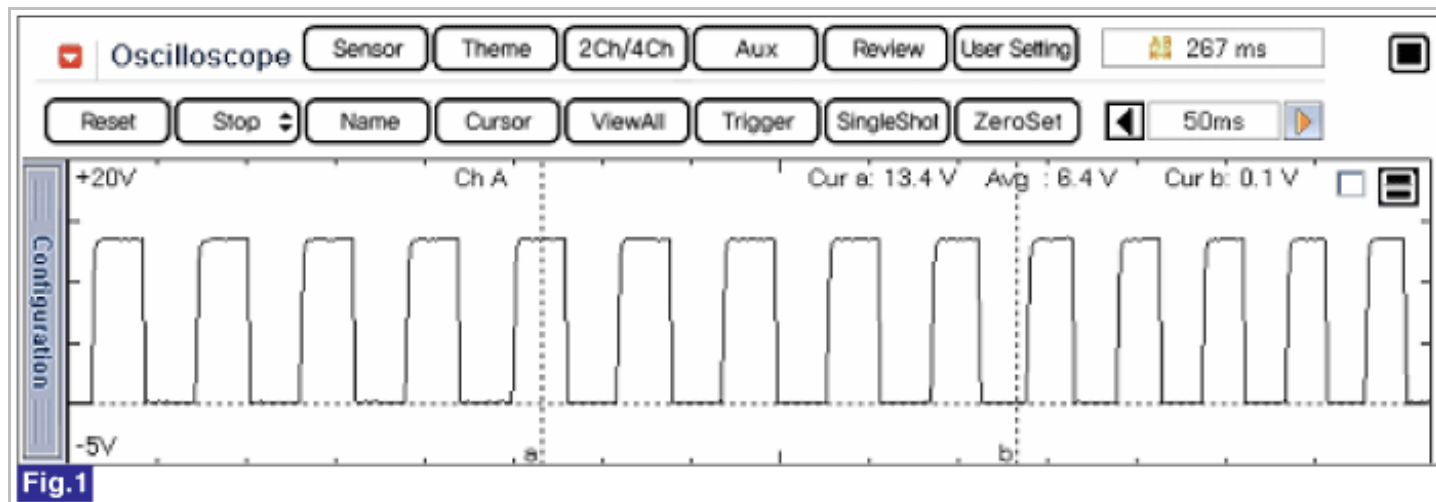 Oscilloscope Sensor Theme 2Ch/4Ch Aux Review User Setting 267 ms
Reset Stop Name Cursor ViewAll Trigger SingleShot ZeroSet 50ms
+20V Ch A Cur a: 13.4 V Avg : 6.4 V Cur b: 0.1 V
Configuration
-5V a b
Fig.1